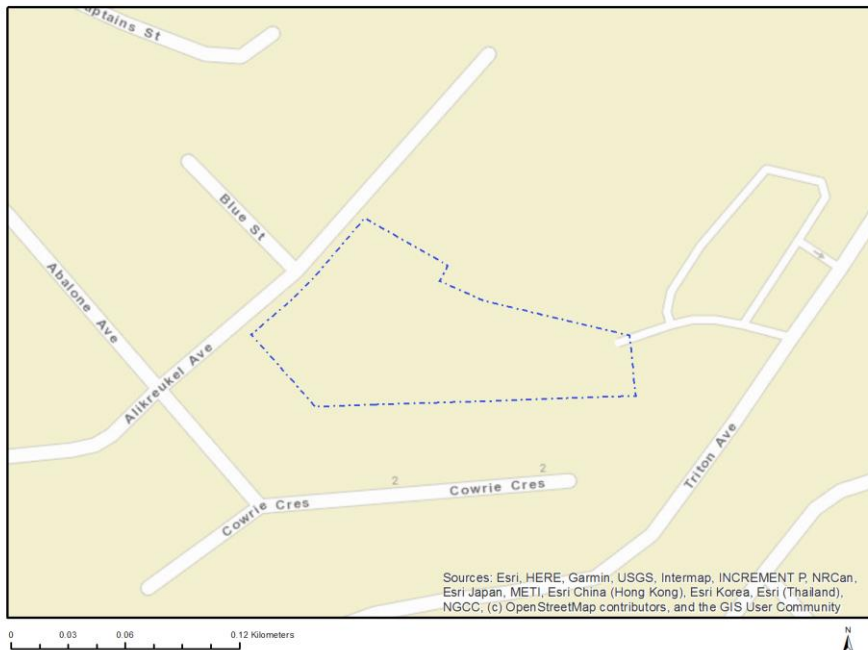 Blue St
Abalone Ave
Alikreukel Ave
Triton Ave
2
2
Cowrie Cres
Cowrie Cres
Sources: Esri, HERE, Garmin, USGS, Intermap, INCREMENT P, NRCan,
Esri Japan, METI, Esri China (Hong Kong), Esri Korea, Esri (Thailand),
NGCC, (c) OpenStreetMap contributors, and the GIS User Community
0 0.03 0.06 0.12 Kilometers
N